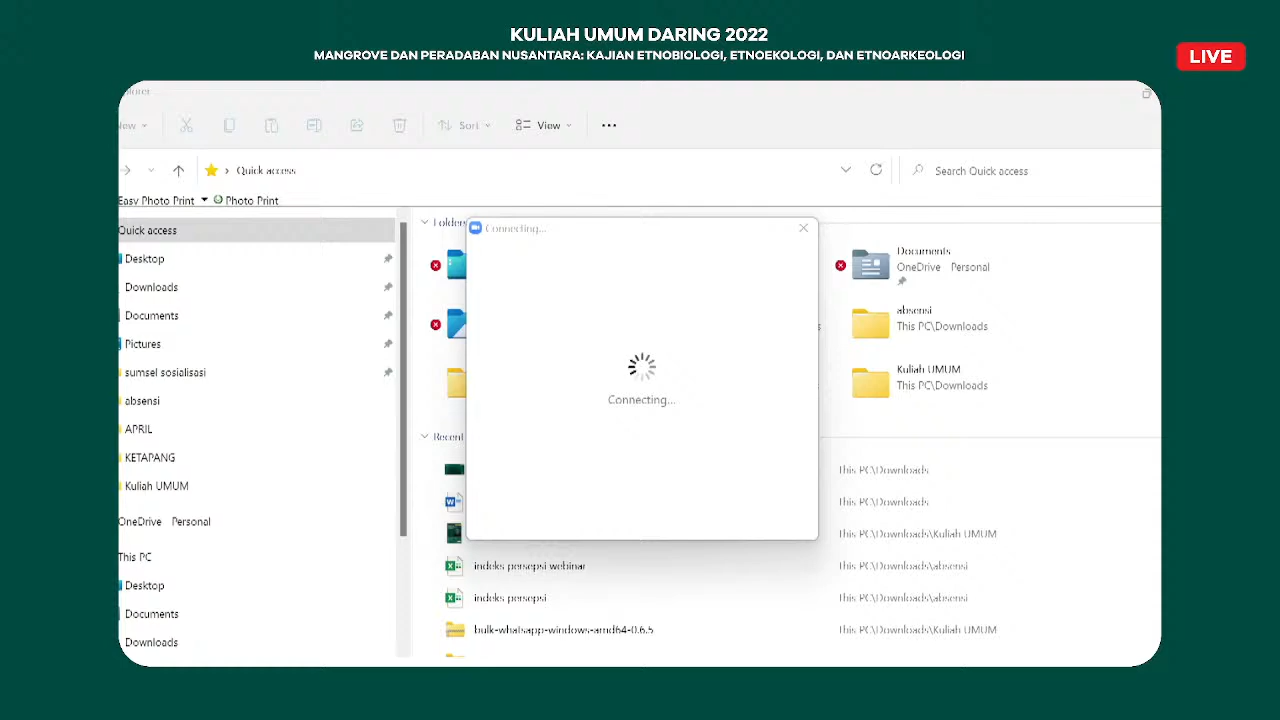 KULIAH UMUM DARING 2022
MANGROVE DAN PERADABAN NUSANTARA: KAJIAN ETNOBIOLOGI, ETNOEKOLOGI, DAN ETNOARKEOLOGI
LIVE
Sort
View
Quick access
Search Quick access
Easy Photo Print
Photo Print
Quick access
Desktop
Downloads
Documents
Pictures
sumsel sosialisasi
absensi
APRIL
KETAPANG
Kuliah UMUM
OneDrive Personal
This PC
Desktop
Documents
Downloads
Connecting...
Connecting...
Documents
OneDrive Personal
absensi
This PC\Downloads
Kuliah UMUM
This PC\Downloads
Recent
This PC\Downloads
This PC\Downloads
This PC\Downloads\Kuliah UMUM
indeks persepsi webinar
This PC\Downloads\absensi
indeks persepsi
This PC\Downloads\absensi
bulk-whatsapp-windows-amd64-0.6.5
This PC\Downloads\Kuliah UMUM